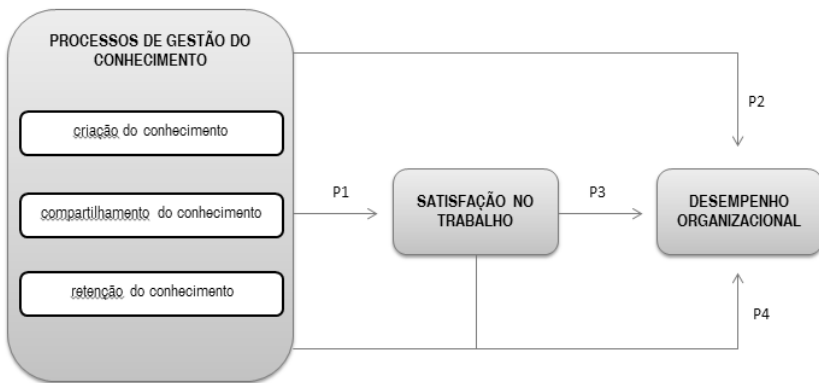 PROCESSOS DE GESTÃO DO
CONHECIMENTO
criação do conhecimento
compartilhamento do conhecimento
retenção do conhecimento
P1
SATISFAÇÃO NO
TRABALHO
P3
P2
DESEMPENHO
ORGANIZACIONAL
P4